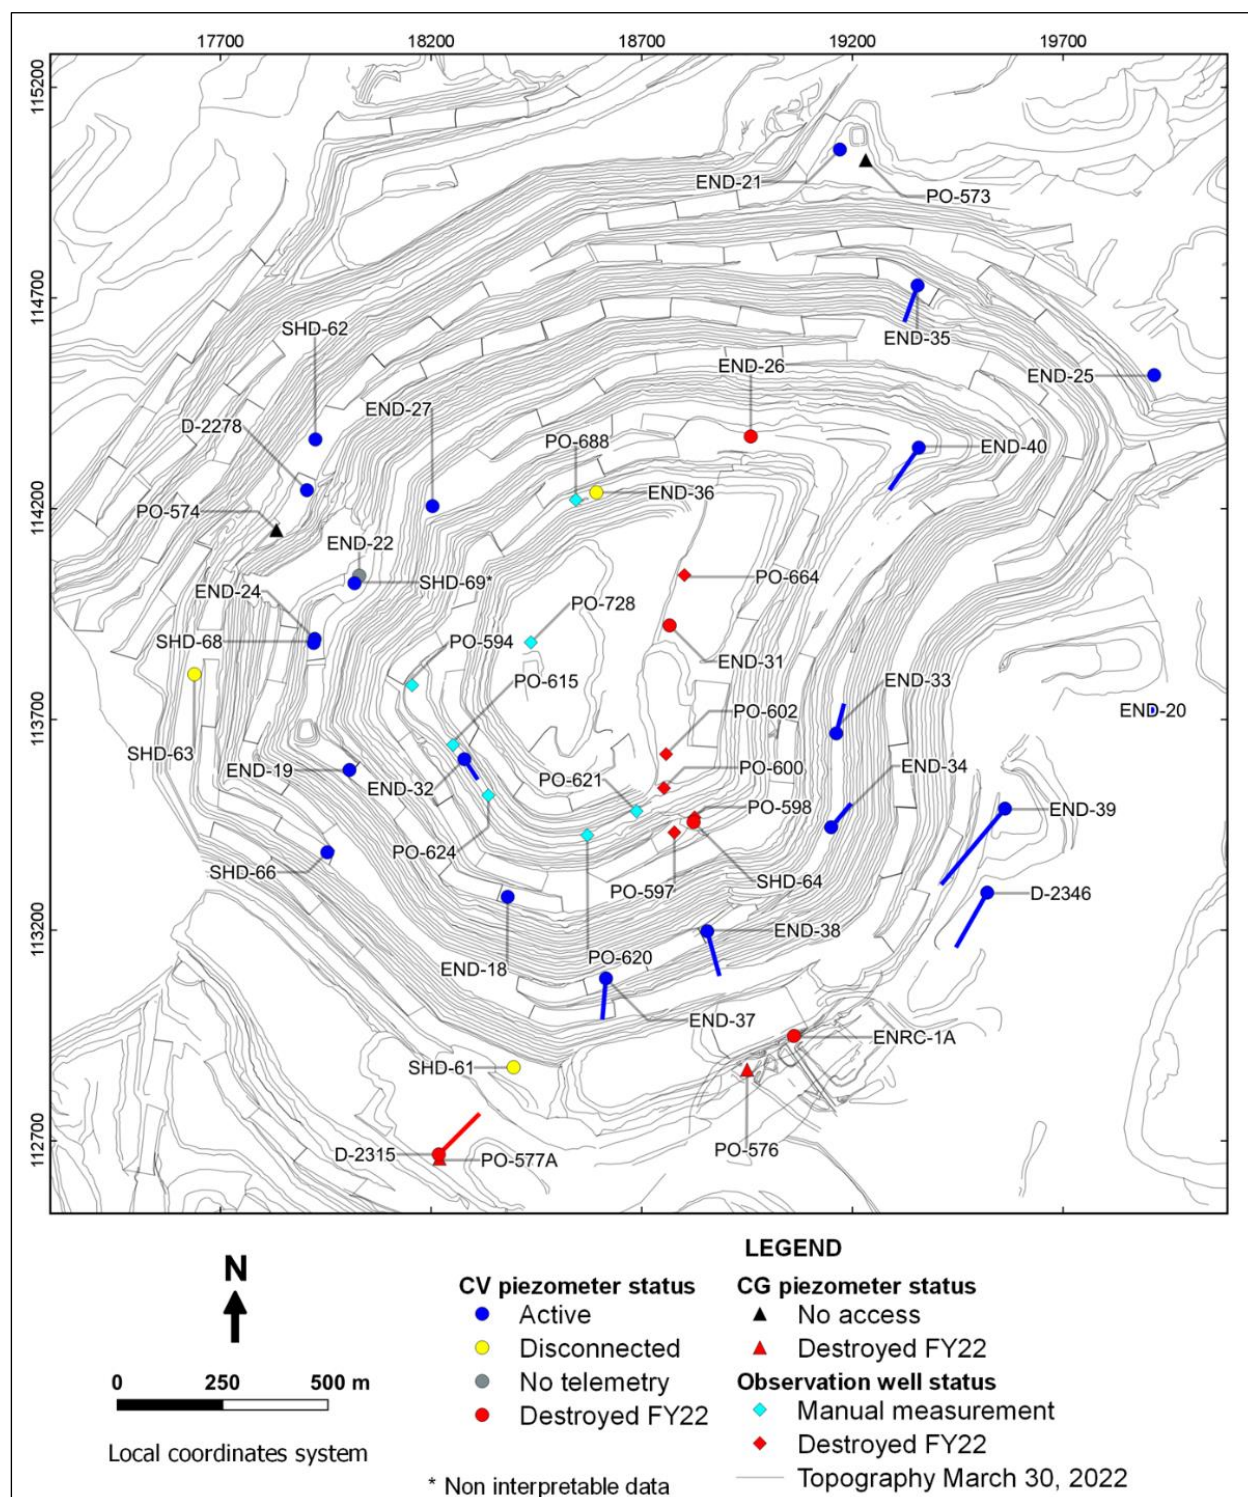 17700 18200 18700 19200 19700
115200
114700
114200
113700
113200
112700
END-21
PO-573
SHD-62
END-35
END-26
END-25
END-27
D-2278
PO-688
END-40
END-36
PO-574
END-22
SHD-69*
PO-664
END-24
PO-728
SHD-68
PO-594
END-31
PO-615
END-33
PO-602
END-20
SHD-63
END-19
END-32
PO-621
PO-600
END-34
PO-598
END-39
PO-624
SHD-66
PO-597
SHD-64
D-2346
END-38
PO-620
END-18
END-37
ENRC-1A
SHD-61
D-2315
PO-577A
PO-576
N
0 250 500 m
Local coordinates system
LEGEND
CV piezometer status
Active
Disconnected
No telemetry
Destroyed FY22
* Non interpretable data
CG piezometer status
No access
Destroyed FY22
Observation well status
Manual measurement
Destroyed FY22
Topography March 30, 2022